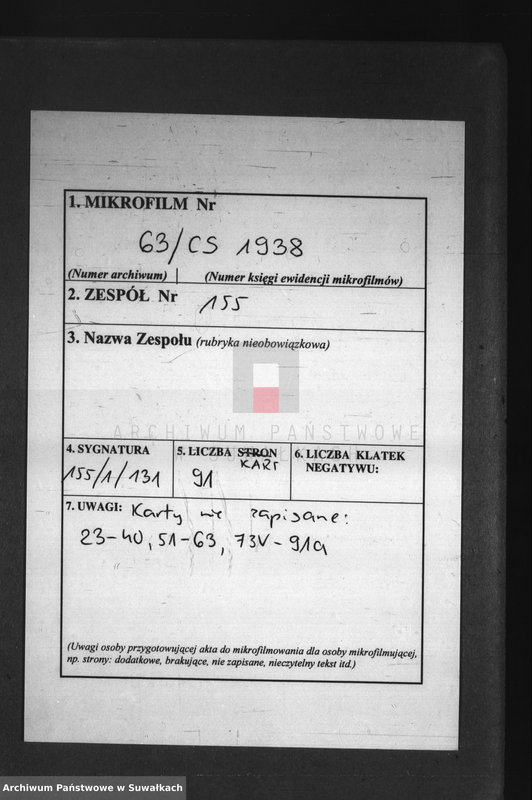 1. MIKROFILM Nr
63/CS 1938
(Numer archiwum) (Numer księgi ewidencji mikrofilmów)
2. ZESPÓŁ Nr 155
3. Nazwa Zespołu (rubryka nieobowiązkowa)
ARCHIWUM PAŃSTWOWE
4. SYGNATURA
155/1/131
5. LICZBA STRON
KART
91
6. LICZBA KLATEK
NEGATYWU:
7. UWAGI: Karty nie zapisane:
23-40, 51-63, 73V-91a
(Uwagi osoby przygotowującej akta do mikrofilmowania dla osoby mikrofilmującej,
np. strony: dodatkowe, brakujące, nie zapisane, nieczytelny tekst itd.)
Archiwum Państwowe w Suwałkach